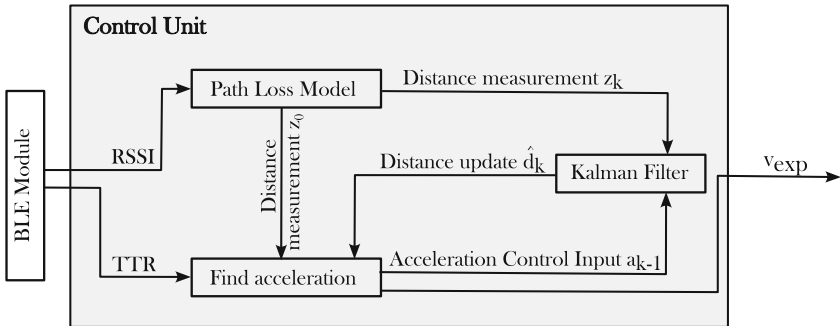 Control Unit
BLE Module
Path Loss Model
Distance measurement zk
RSSI
Distance
measurement z0
Distance update d̂k
Kalman Filter
vexp
TTR
Find acceleration
Acceleration Control Input ak-1